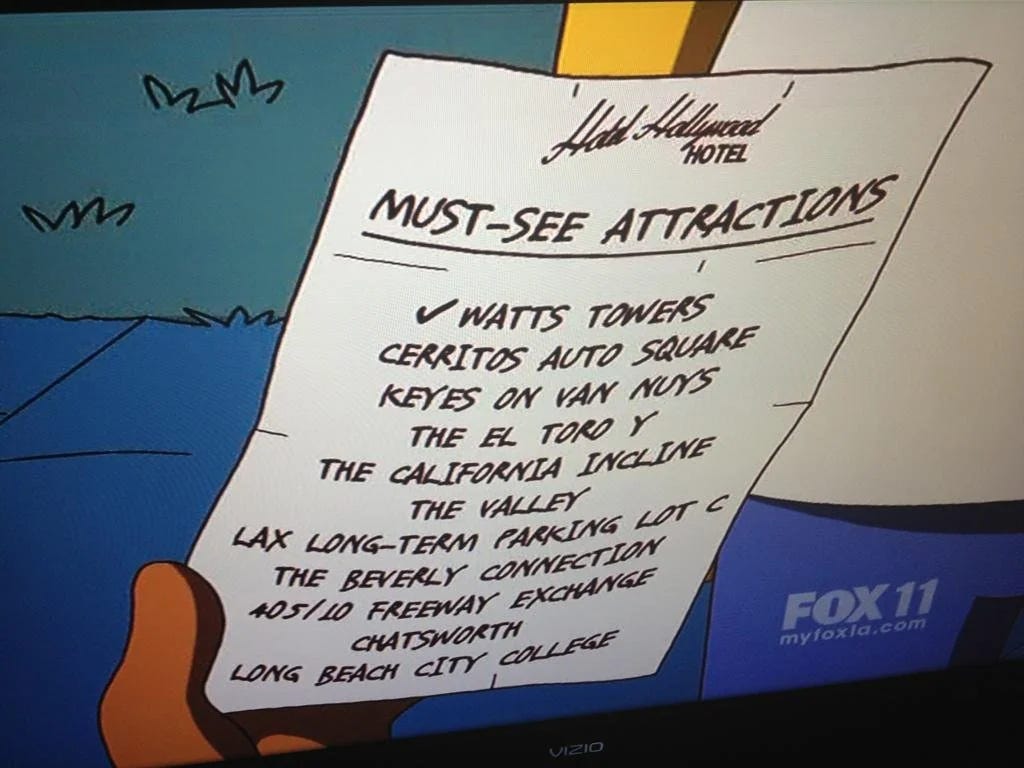 Hotel Hollywood
HOTEL
MUST-SEE ATTRACTIONS
✓ WATTS TOWERS
CERRITOS AUTO SQUARE
KEYES ON VAN NUYS
THE EL TORO Y
THE CALIFORNIA INCLINE
THE VALLEY
LAX LONG-TERM PARKING LOT C
THE BEVERLY CONNECTION
405/10 FREEWAY EXCHANGE
CHATSWORTH
LONG BEACH CITY COLLEGE
FOX 11
myfoxla.com
VIZIO